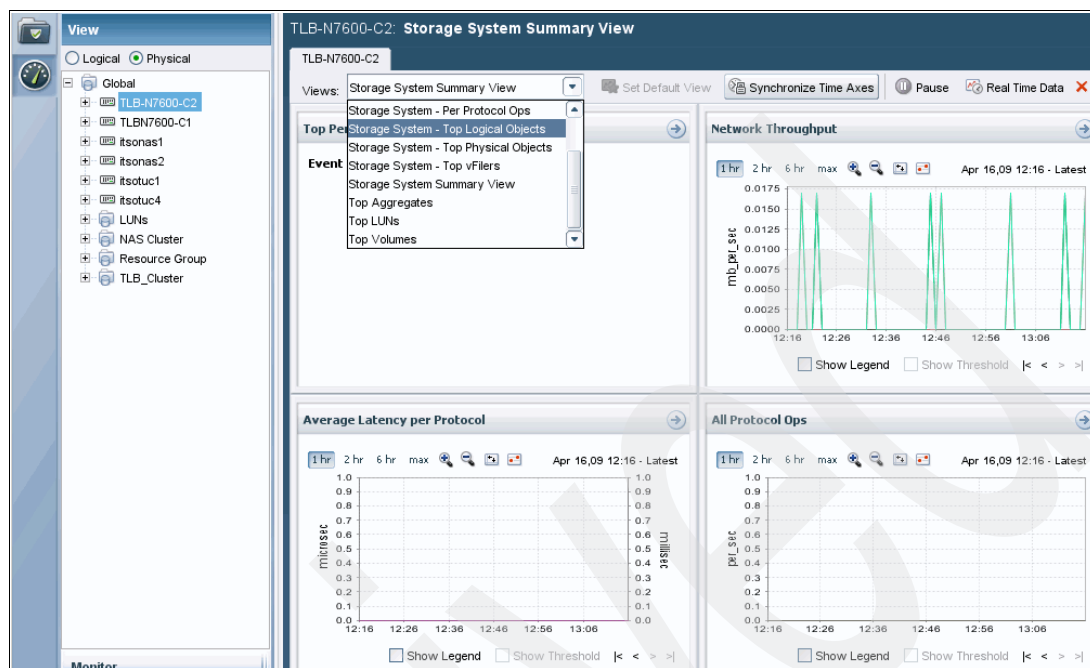 View
Logical Physical
Global
TLB-N7600-C2
TLBN7600-C1
itsonas1
itsonas2
itsotuc1
itsotuc4
LUNs
NAS Cluster
Resource Group
TLB_Cluster
Monitor
TLB-N7600-C2: Storage System Summary View
TLB-N7600-C2
Views: Storage System Summary View Set Default View Synchronize Time Axes Pause Real Time Data
Storage System - Per Protocol Ops
Storage System - Top Logical Objects
Storage System - Top Physical Objects
Storage System - Top vFilers
Storage System Summary View
Top Aggregates
Top LUNs
Top Volumes
Top Per
Event
Network Throughput
1 hr 2 hr 6 hr max Apr 16,09 12:16 - Latest
mb_per_sec
0.0175
0.0150
0.0125
0.0100
0.0075
0.0050
0.0025
0.0000
12:16 12:26 12:36 12:46 12:56 13:06
Show Legend Show Threshold |< < > >|
Average Latency per Protocol
1 hr 2 hr 6 hr max Apr 16,09 12:16 - Latest
microsec
millisec
1.0 1.0
0.9 0.9
0.8 0.8
0.7 0.7
0.6 0.6
0.5 0.5
0.4 0.4
0.3 0.3
0.2 0.2
0.1 0.1
0.0 0.0
12:16 12:26 12:36 12:46 12:56 13:06
Show Legend Show Threshold |< < > >|
All Protocol Ops
1 hr 2 hr 6 hr max Apr 16,09 12:16 - Latest
per_sec
1.0
0.9
0.8
0.7
0.6
0.5
0.4
0.3
0.2
0.1
0.0
12:16 12:26 12:36 12:46 12:56 13:06
Show Legend Show Threshold |< < > >|